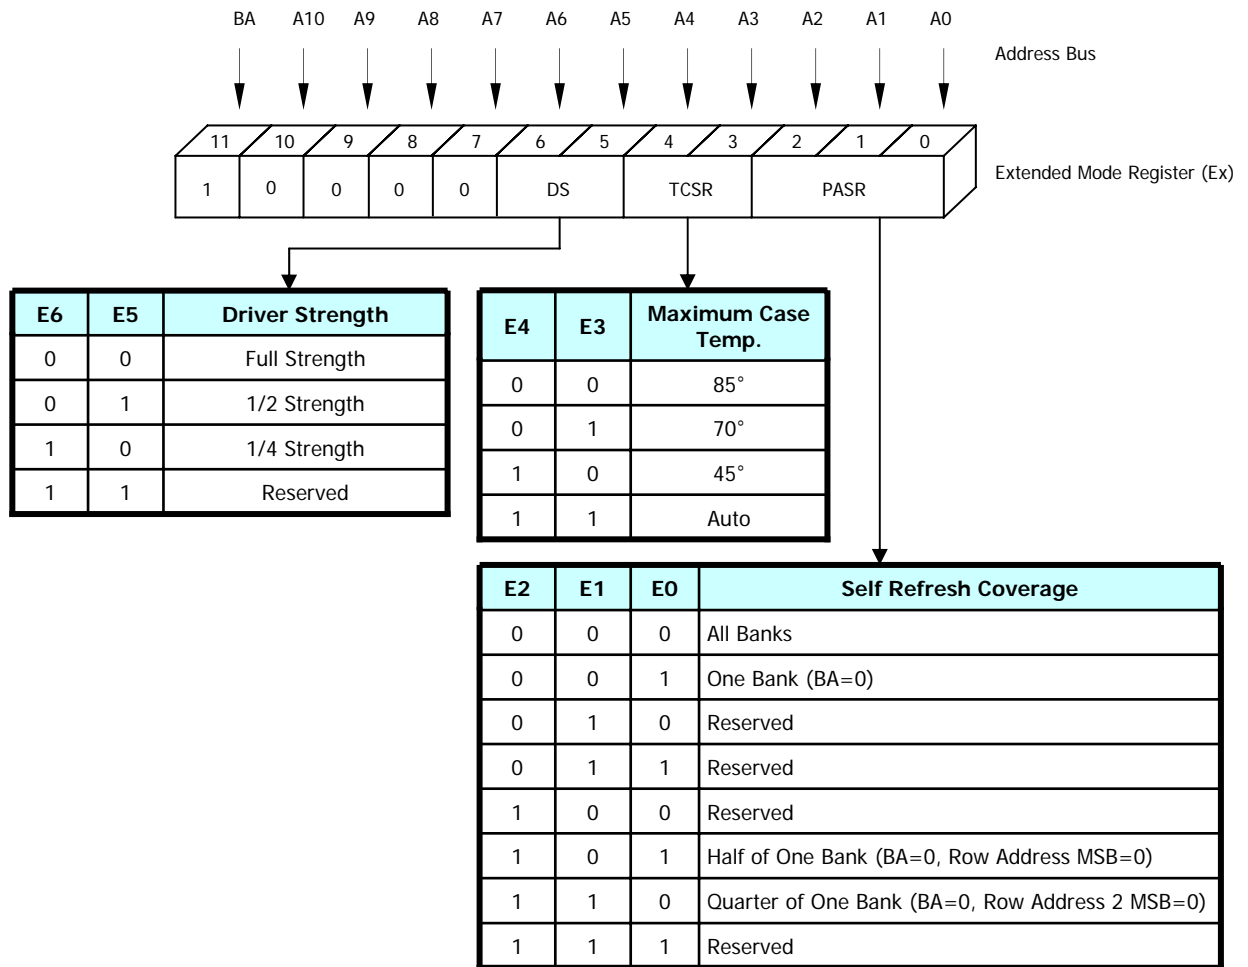 BA A10 A9 A8 A7 A6 A5 A4 A3 A2 A1 A0
Address Bus
11 10 9 8 7 6 5 4 3 2 1 0
1 0 0 0 0 DS TCSR PASR
Extended Mode Register (Ex)
E6 E5 Driver Strength
0 0 Full Strength
0 1 1/2 Strength
1 0 1/4 Strength
1 1 Reserved
E4 E3 Maximum Case
Temp.
0 0 85°
0 1 70°
1 0 45°
1 1 Auto
E2 E1 E0 Self Refresh Coverage
0 0 0 All Banks
0 0 1 One Bank (BA=0)
0 1 0 Reserved
0 1 1 Reserved
1 0 0 Reserved
1 0 1 Half of One Bank (BA=0, Row Address MSB=0)
1 1 0 Quarter of One Bank (BA=0, Row Address 2 MSB=0)
1 1 1 Reserved